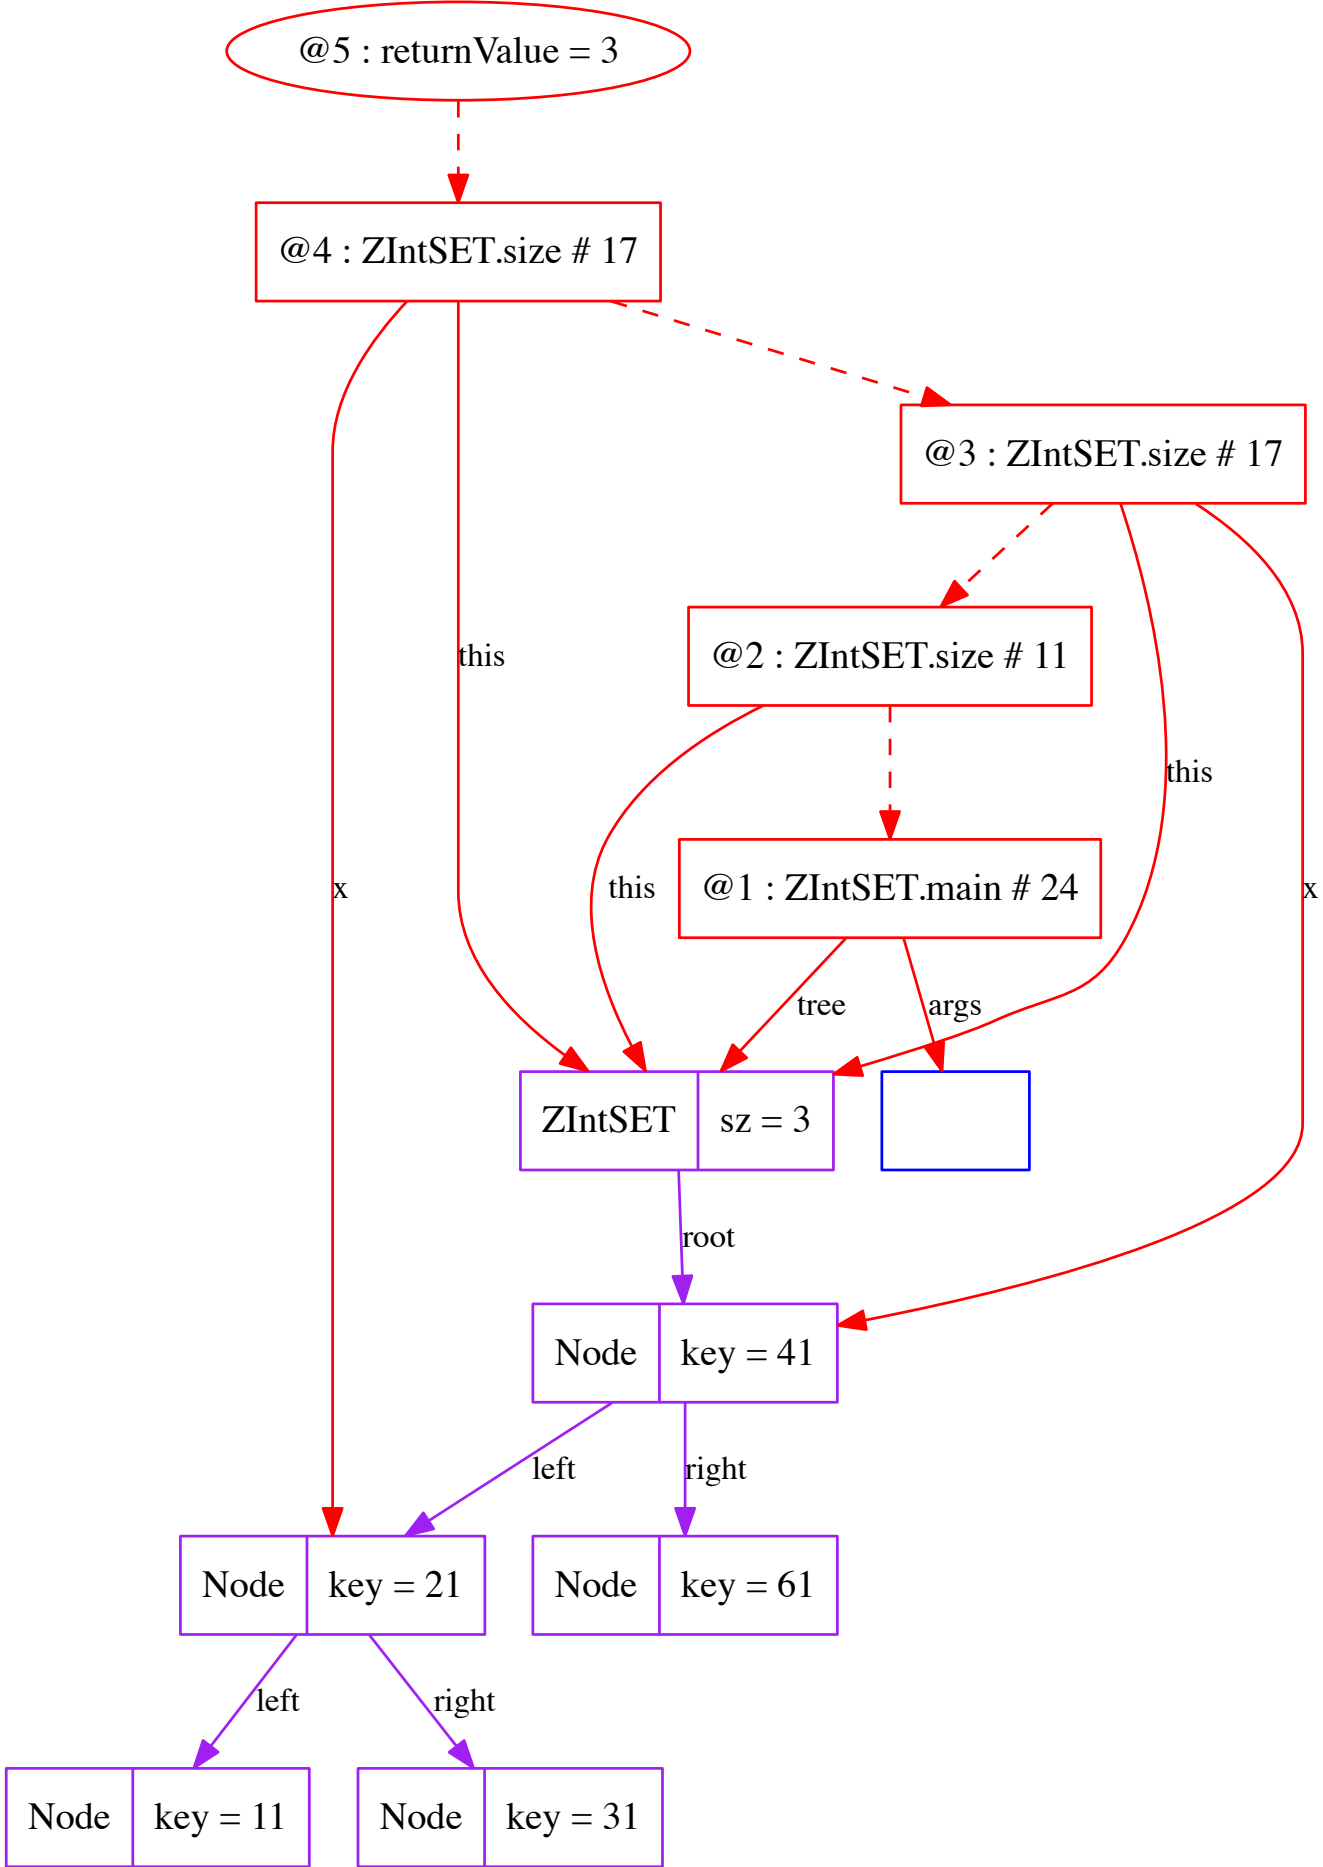 @5 : returnValue = 3
@4 : ZIntSET.size # 17
@3 : ZIntSET.size # 17
this
@2 : ZIntSET.size # 11
this
x
this
@1 : ZIntSET.main # 24
x
tree
args
ZIntSET
sz = 3
root
Node
key = 41
left
right
Node
key = 21
Node
key = 61
left
right
Node
key = 11
Node
key = 31